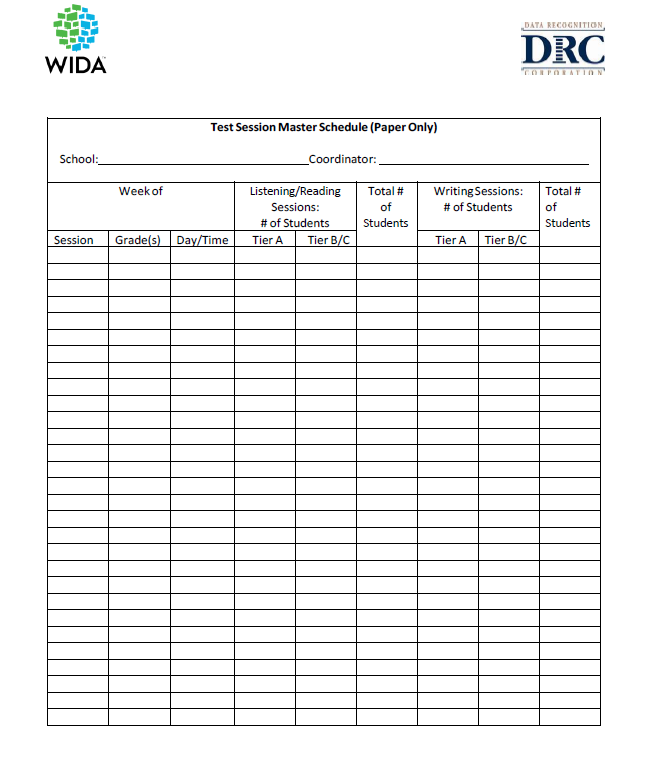 WIDA
DATA RECOGNITION
DRC
CORPORATION
Test Session Master Schedule (Paper Only)
School: Coordinator:
Week of
Listening/Reading
Sessions:
# of Students
Total #
of
Students
Writing Sessions:
# of Students
Total #
of
Students
Session Grade(s) Day/Time Tier A Tier B/C Tier A Tier B/C